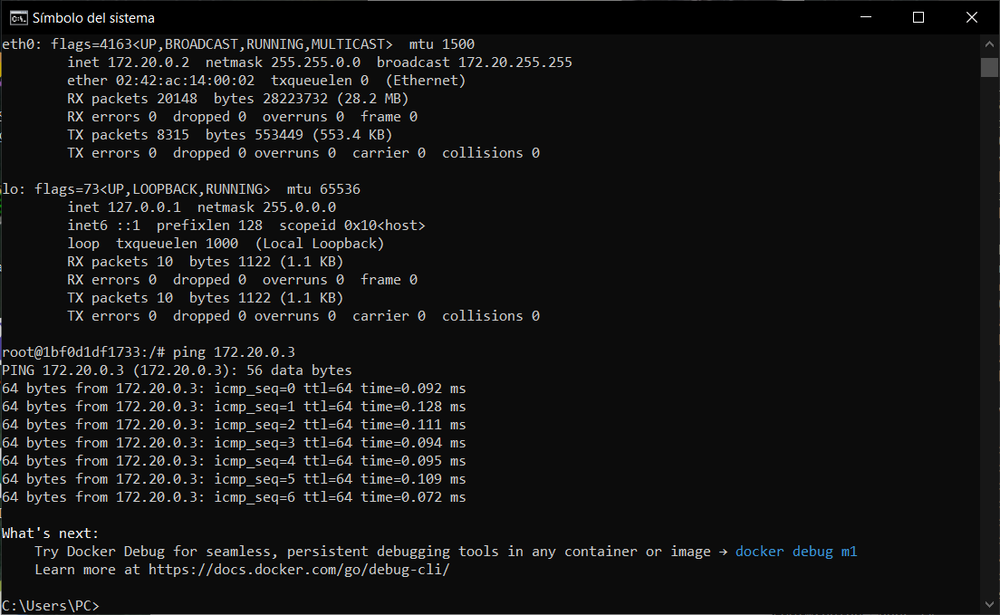 Símbolo del sistema
eth0: flags=4163<UP,BROADCAST,RUNNING,MULTICAST>  mtu 1500
        inet 172.20.0.2  netmask 255.255.0.0  broadcast 172.20.255.255
        ether 02:42:ac:14:00:02  txqueuelen 0  (Ethernet)
        RX packets 20148  bytes 28223732 (28.2 MB)
        RX errors 0  dropped 0  overruns 0  frame 0
        TX packets 8315  bytes 553449 (553.4 KB)
        TX errors 0  dropped 0 overruns 0  carrier 0  collisions 0

lo: flags=73<UP,LOOPBACK,RUNNING>  mtu 65536
        inet 127.0.0.1  netmask 255.0.0.0
        inet6 ::1  prefixlen 128  scopeid 0x10<host>
        loop  txqueuelen 1000  (Local Loopback)
        RX packets 10  bytes 1122 (1.1 KB)
        RX errors 0  dropped 0  overruns 0  frame 0
        TX packets 10  bytes 1122 (1.1 KB)
        TX errors 0  dropped 0 overruns 0  carrier 0  collisions 0

root@1bf0d1df1733:/# ping 172.20.0.3
PING 172.20.0.3 (172.20.0.3): 56 data bytes
64 bytes from 172.20.0.3: icmp_seq=0 ttl=64 time=0.092 ms
64 bytes from 172.20.0.3: icmp_seq=1 ttl=64 time=0.128 ms
64 bytes from 172.20.0.3: icmp_seq=2 ttl=64 time=0.111 ms
64 bytes from 172.20.0.3: icmp_seq=3 ttl=64 time=0.094 ms
64 bytes from 172.20.0.3: icmp_seq=4 ttl=64 time=0.095 ms
64 bytes from 172.20.0.3: icmp_seq=5 ttl=64 time=0.109 ms
64 bytes from 172.20.0.3: icmp_seq=6 ttl=64 time=0.072 ms

What's next:
    Try Docker Debug for seamless, persistent debugging tools in any container or image → docker debug m1
    Learn more at https://docs.docker.com/go/debug-cli/

C:\Users\PC>